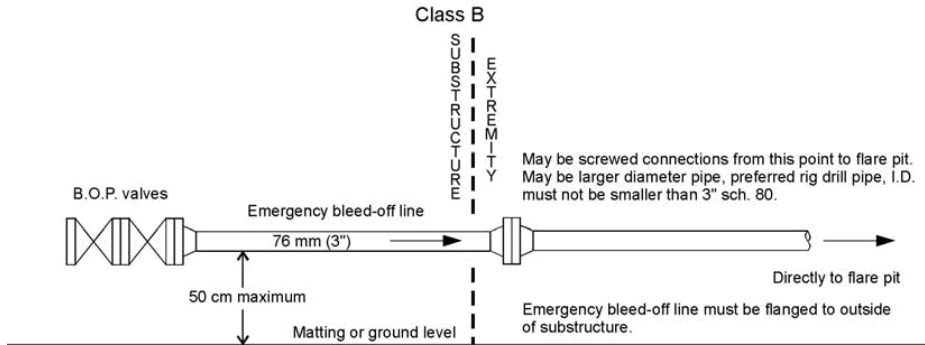 Class B
SUBSTRUCTURE
EXTREMITY
May be screwed connections from this point to flare pit.
May be larger diameter pipe, preferred rig drill pipe, I.D.
must not be smaller than 3" sch. 80.
B.O.P. valves
Emergency bleed-off line
76 mm (3")
Directly to flare pit
50 cm maximum
Emergency bleed-off line must be flanged to outside
of substructure.
Matting or ground level